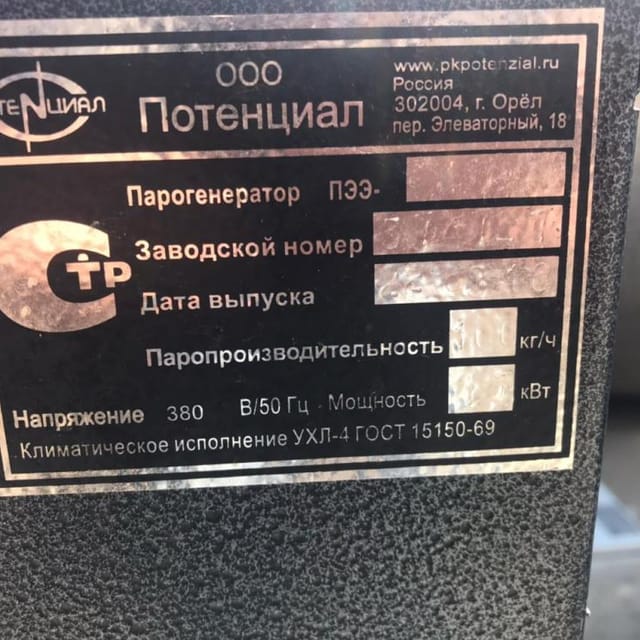 ООО
Потенциал
www.pkpotenzial.ru
Россия
302004, г. Орёл
пер. Элеваторный, 18
Парогенератор ПЭЭ-
Заводской номер
Дата выпуска
Паропроизводительность кг/ч
Напряжение 380 В/50 Гц Мощность кВт
Климатическое исполнение УХЛ-4 ГОСТ 15150-69